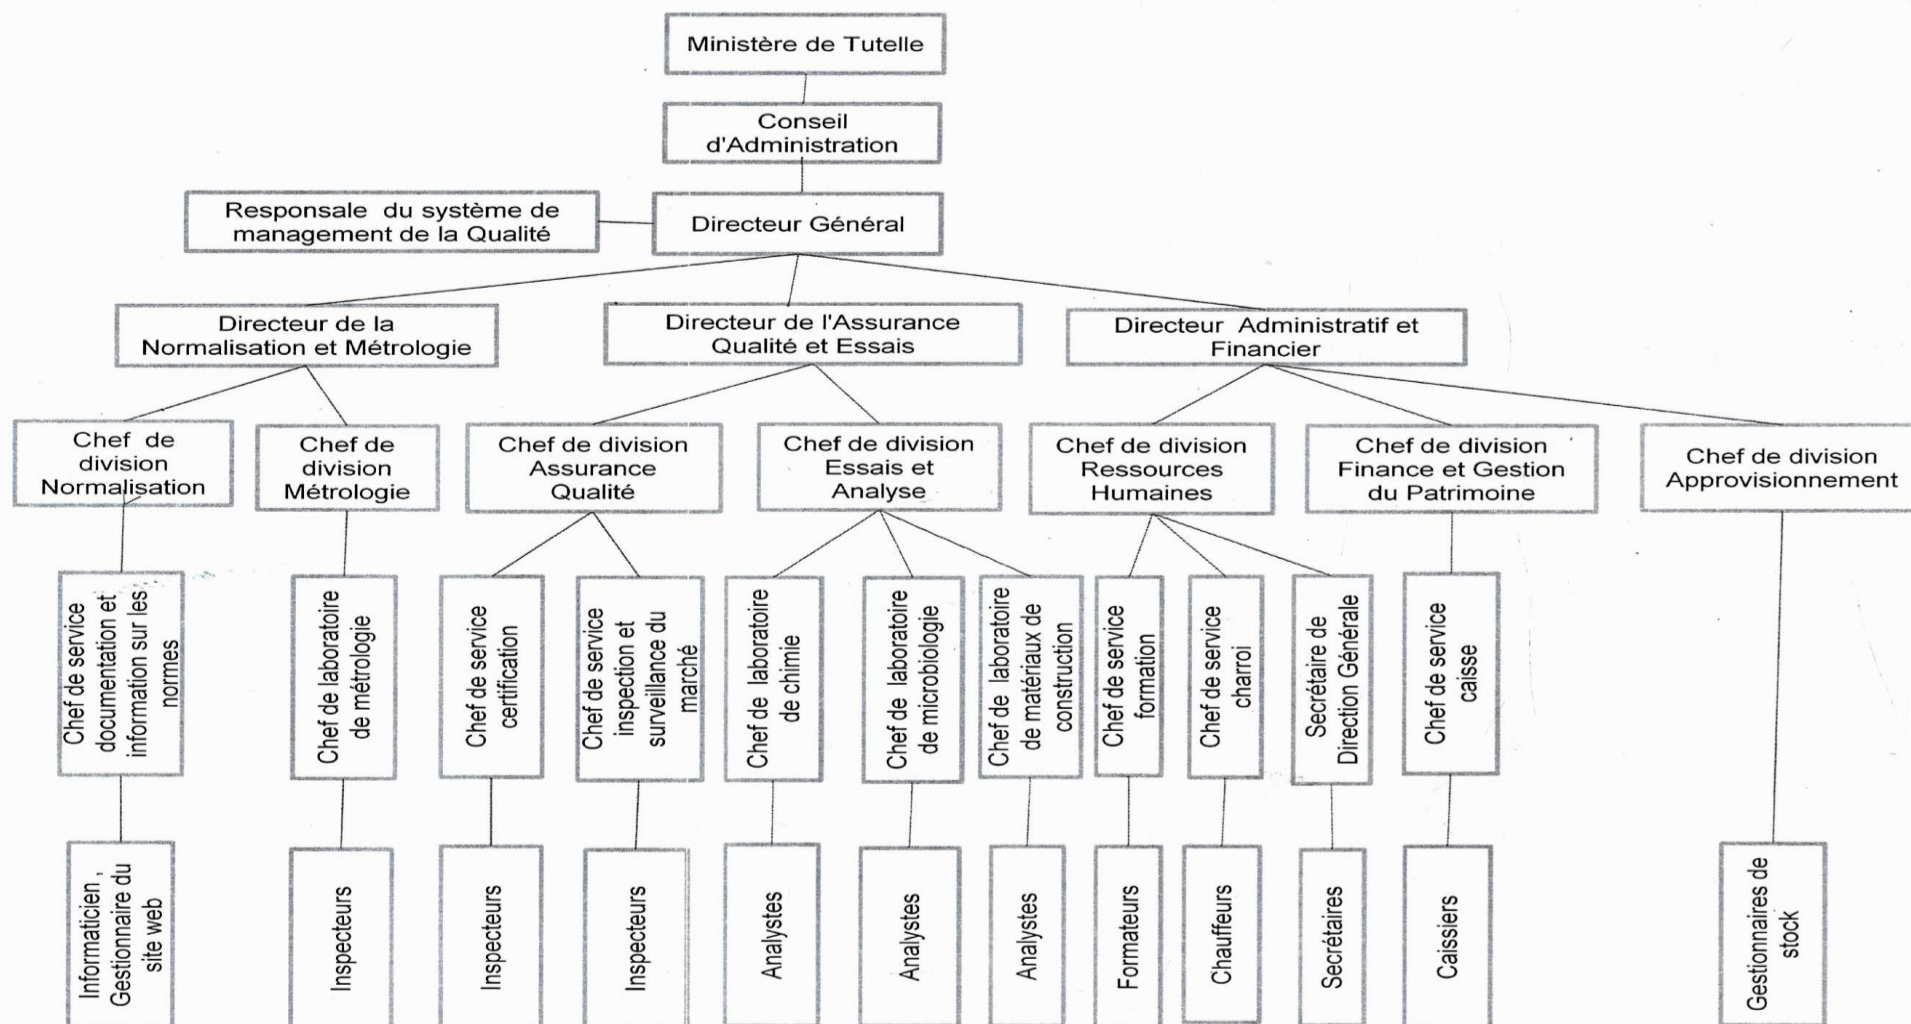 Ministère de Tutelle
Conseil
d'Administration
Responsale du système de
management de la Qualité
Directeur Général
Directeur de la
Normalisation et Métrologie
Directeur de l'Assurance
Qualité et Essais
Directeur Administratif et
Financier
Chef de
division
Normalisation
Chef de
division
Métrologie
Chef de division
Assurance
Qualité
Chef de division
Essais et
Analyse
Chef de division
Ressources
Humaines
Chef de division
Finance et Gestion
du Patrimoine
Chef de division
Approvisionnement
Chef de service
documentation et
information sur les
normes
Chef de laboratoire
de métrologie
Chef de service
certification
Chef de service
inspection et
surveillance du
marché
Chef de laboratoire
de chimie
Chef de laboratoire
de microbiologie
Chef de laboratoire
de matériaux de
construction
Chef de service
formation
Chef de service
charroi
Secrétaire de
Direction Générale
Chef de service
caisse
Informaticien ,
Gestionnaire du
site web
Inspecteurs
Inspecteurs
Inspecteurs
Analystes
Analystes
Analystes
Formateurs
Chauffeurs
Secrétaires
Caissiers
Gestionnaires de
stock